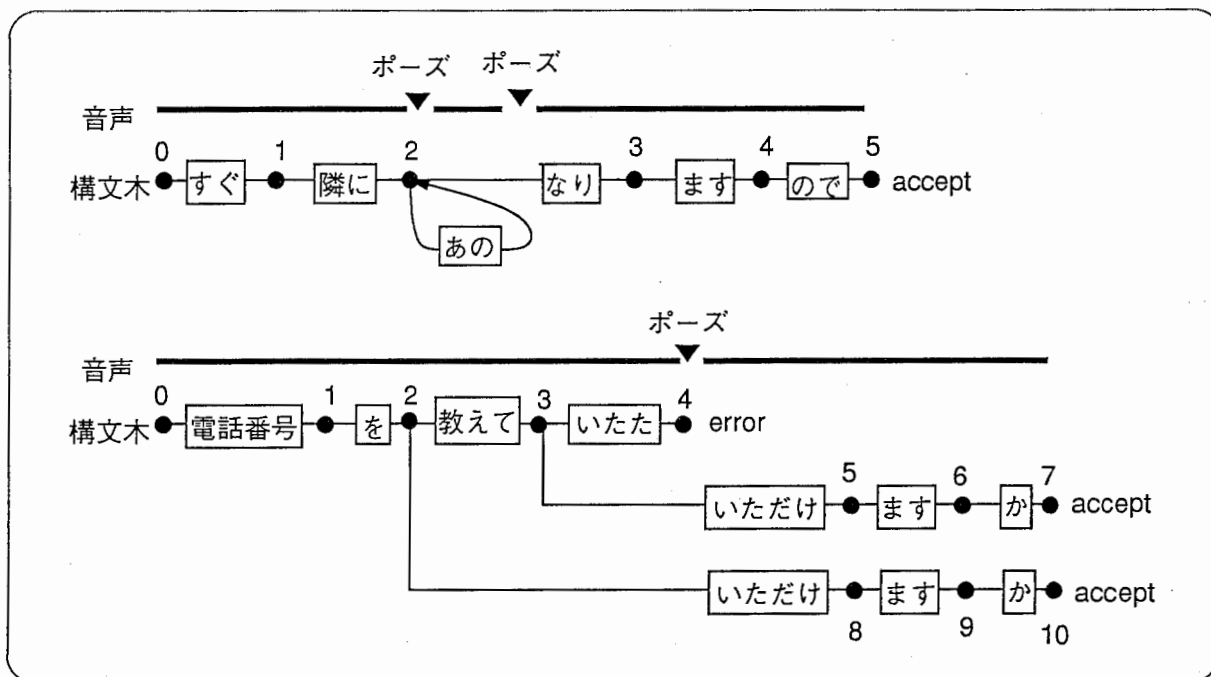 ポーズ ポーズ
音声
0 1 2 3 4 5
構文木 すぐ 隣に なり ます ので accept
あの
ポーズ
音声
0 1 2 3 4
構文木 電話番号 を 教えて いたた error
5 6 7
いただけ ます か accept
いただけ ます か accept
8 9 10